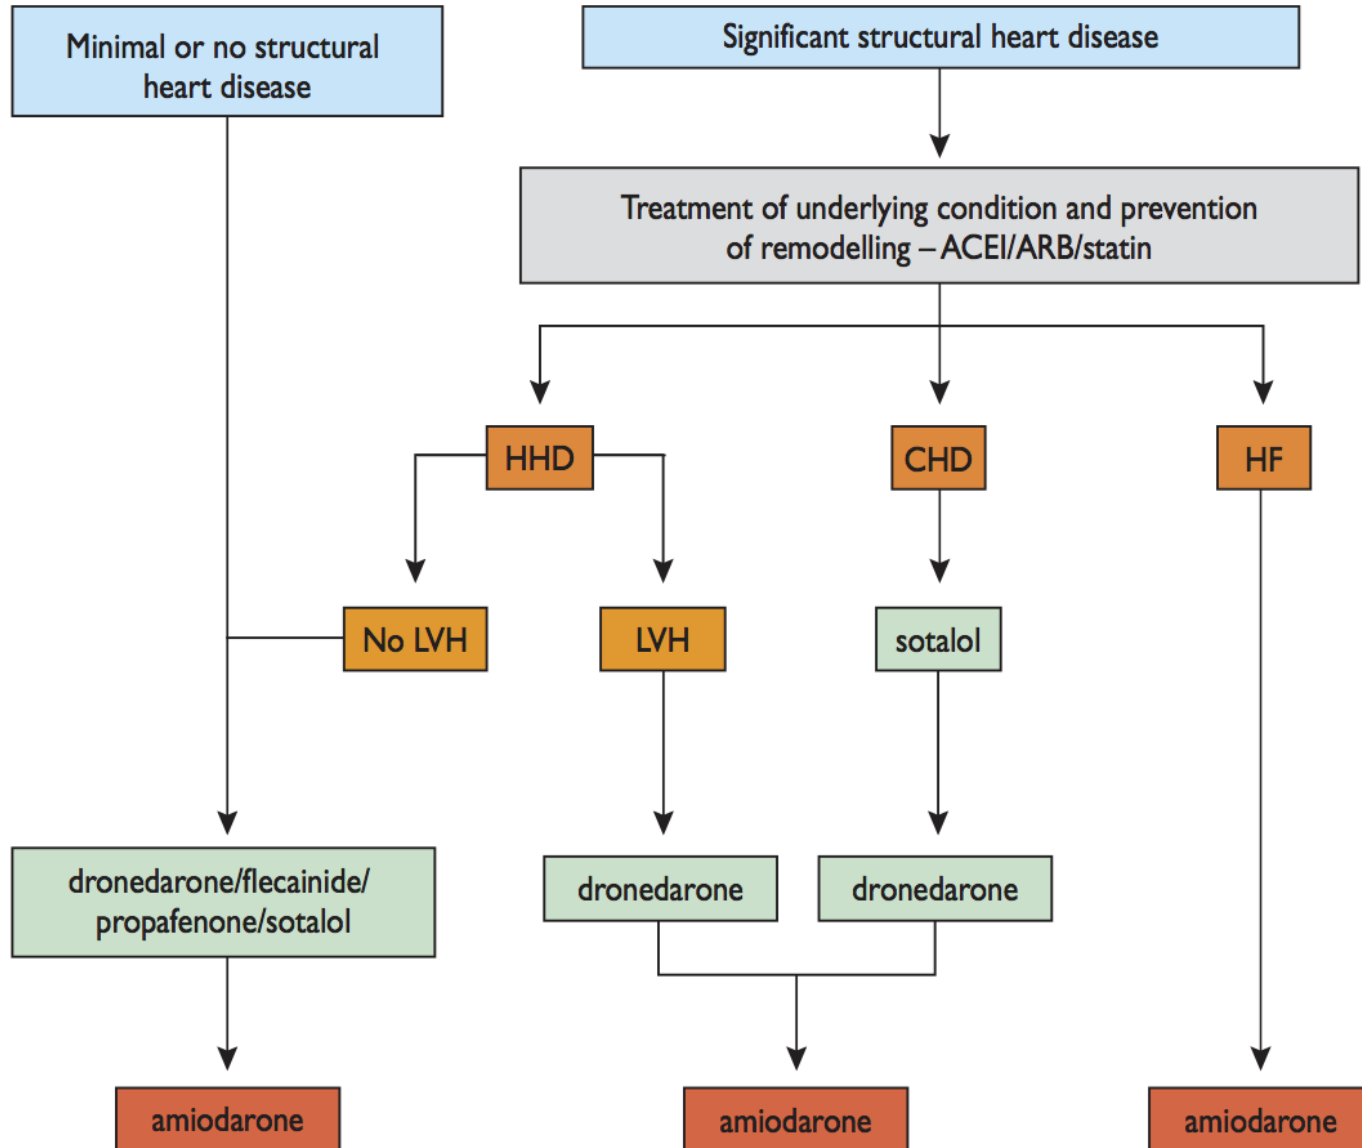 Minimal or no structural
heart disease
Significant structural heart disease
Treatment of underlying condition and prevention
of remodelling – ACEI/ARB/statin
HHD
CHD
HF
No LVH
LVH
sotalol
dronedarone/flecainide/
propafenone/sotalol
dronedarone
dronedarone
amiodarone
amiodarone
amiodarone